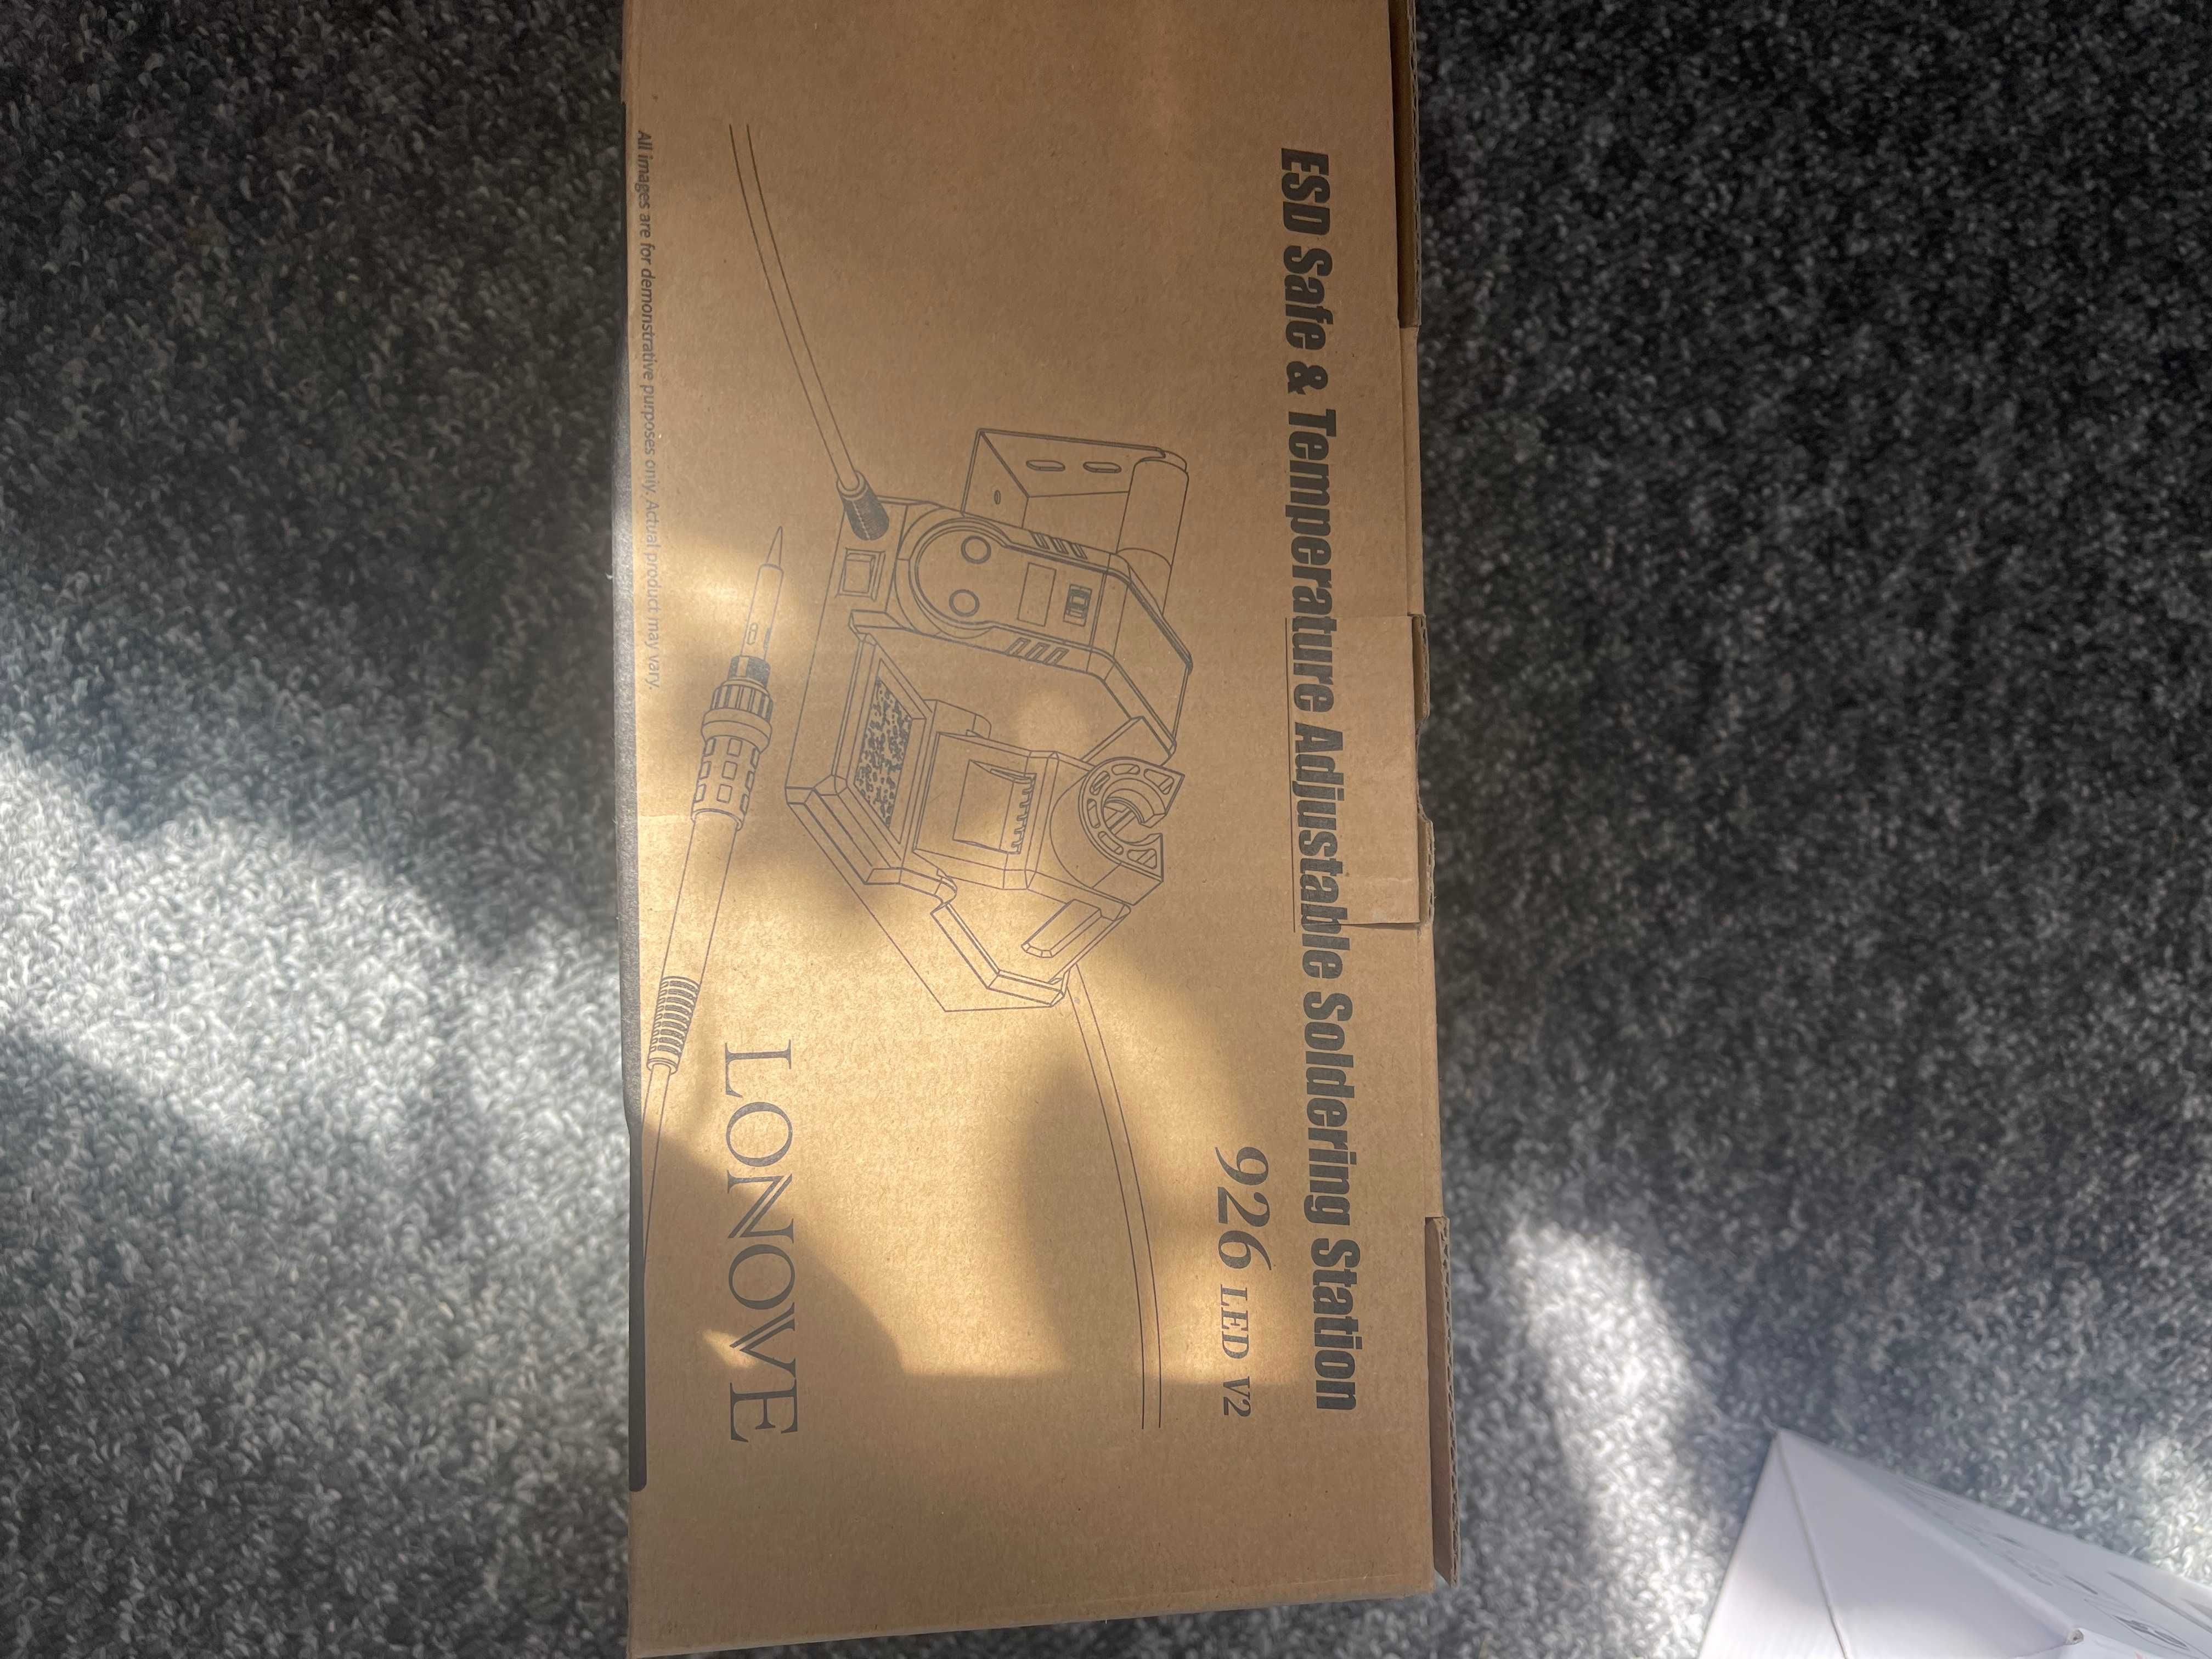 ESD Safe & Temperature Adjustable Soldering Station
926 LED V2
LONOVE
All images are for demonstrative purposes only. Actual product may vary.